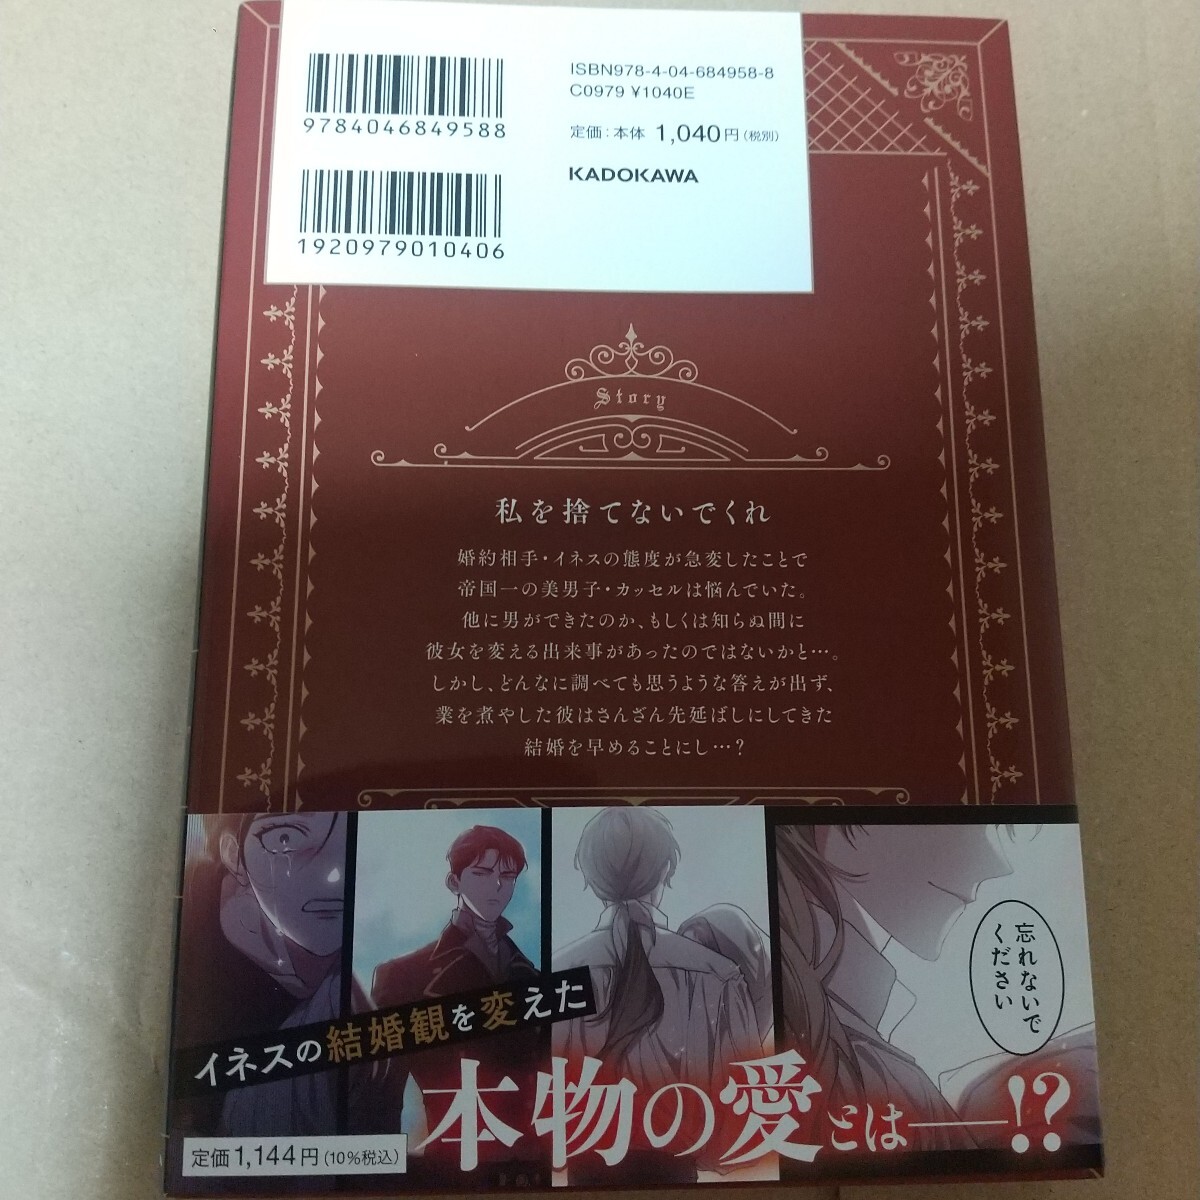 9784046849588
1920979010406
ISBN978-4-04-684958-8
C0979 ¥1040E
定価：本体 1,040円（税別）
KADOKAWA
Story
私を捨てないでくれ
婚約相手・イネスの態度が急変したことで
帝国一の美男子・カッセルは悩んでいた。
他に男ができたのか、もしくは知らぬ間に
彼女を変える出来事があったのではないかと…。
しかし、どんなに調べても思うような答えが出ず、
業を煮やした彼はさんざん先延ばしにしてきた
結婚を早めることにし…？
忘れないで
ください
イネスの結婚観を変えた
本物の愛とは――!?
定価1,144円（10%税込）